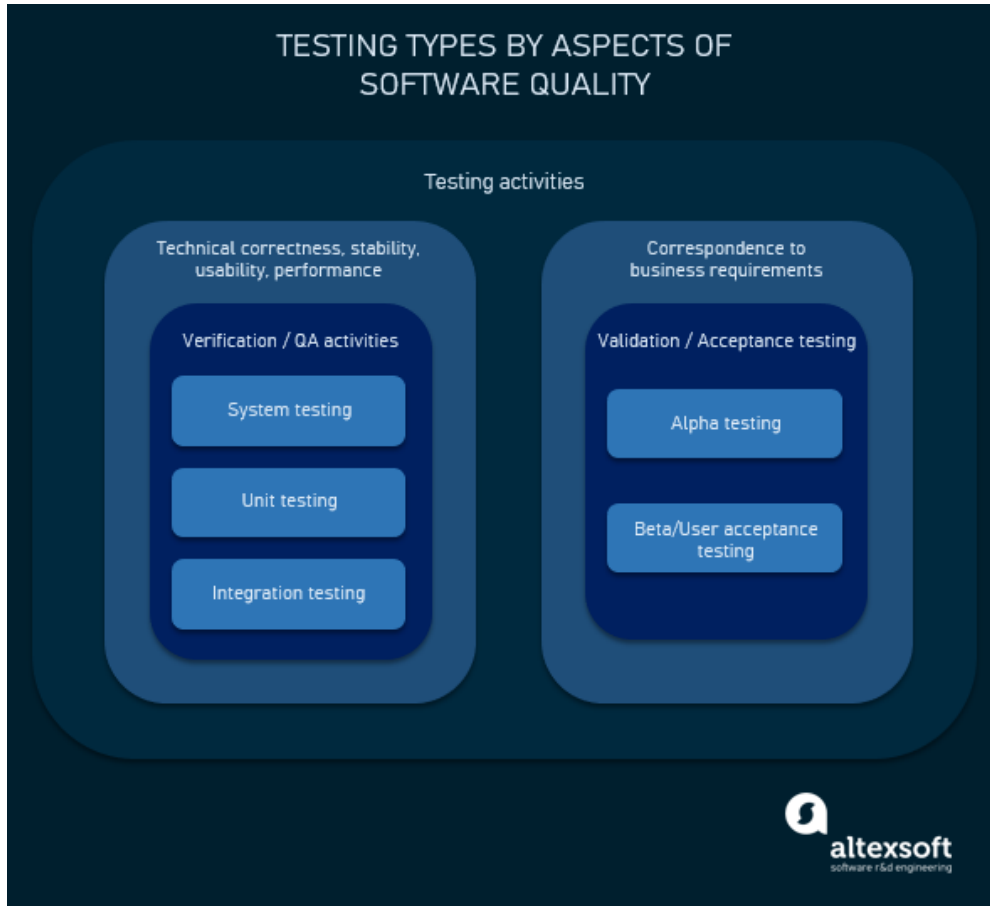 TESTING TYPES BY ASPECTS OF
SOFTWARE QUALITY
Testing activities
Technical correctness, stability,
usability, performance
Verification / QA activities
System testing
Unit testing
Integration testing
Correspondence to
business requirements
Validation / Acceptance testing
Alpha testing
Beta/User acceptance
testing
altexsoft
software r&d engineering